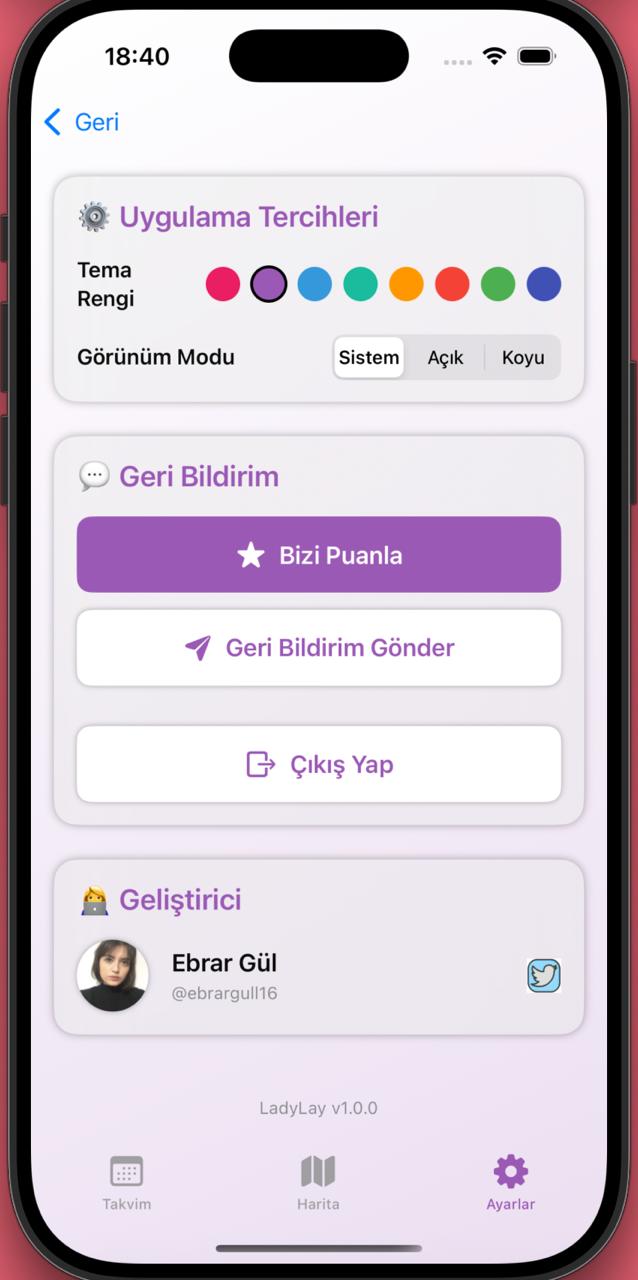 18:40
Geri
Uygulama Tercihleri
Tema
Rengi
Görünüm Modu
Sistem Açık Koyu
Geri Bildirim
Bizi Puanla
Geri Bildirim Gönder
Çıkış Yap
Geliştirici
Ebrar Gül
@ebrargull16
LadyLay v1.0.0
Takvim Harita Ayarlar